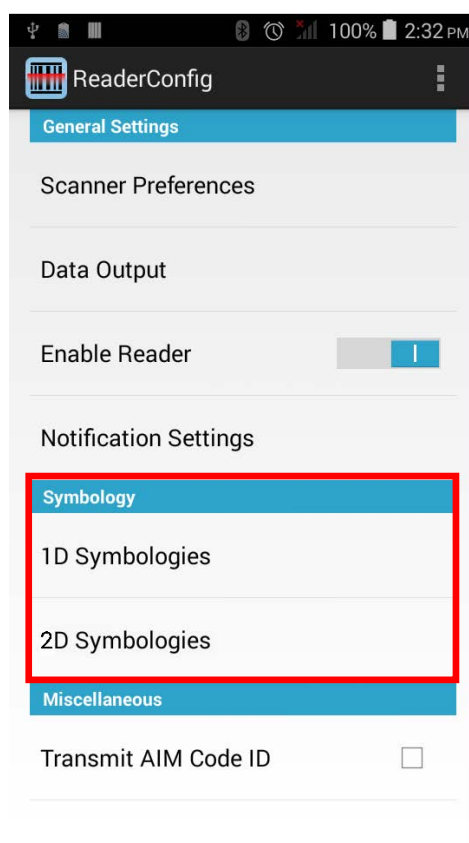 100% 2:32 PM
ReaderConfig
General Settings
Scanner Preferences
Data Output
Enable Reader
Notification Settings
Symbology
1D Symbologies
2D Symbologies
Miscellaneous
Transmit AIM Code ID